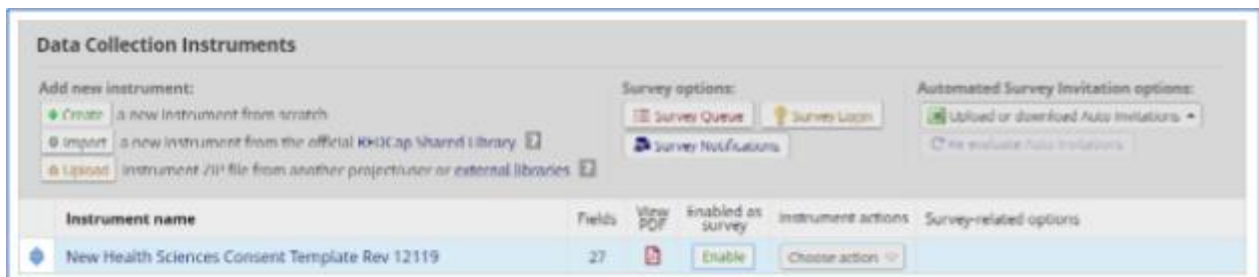 Data Collection Instruments
Add new instrument: Survey options: Automated Survey Invitation options:
Create a new instrument from scratch Survey Queue Survey Login Upload or download Auto Invitations
Import a new instrument from the official REDCap Shared Library Survey Notifications Re-evaluate Auto Invitations
Upload instrument ZIP file from another project/user or external libraries
Instrument name Fields View PDF Enabled as survey Instrument actions Survey-related options
New Health Sciences Consent Template Rev 12119 27 Enable Choose action